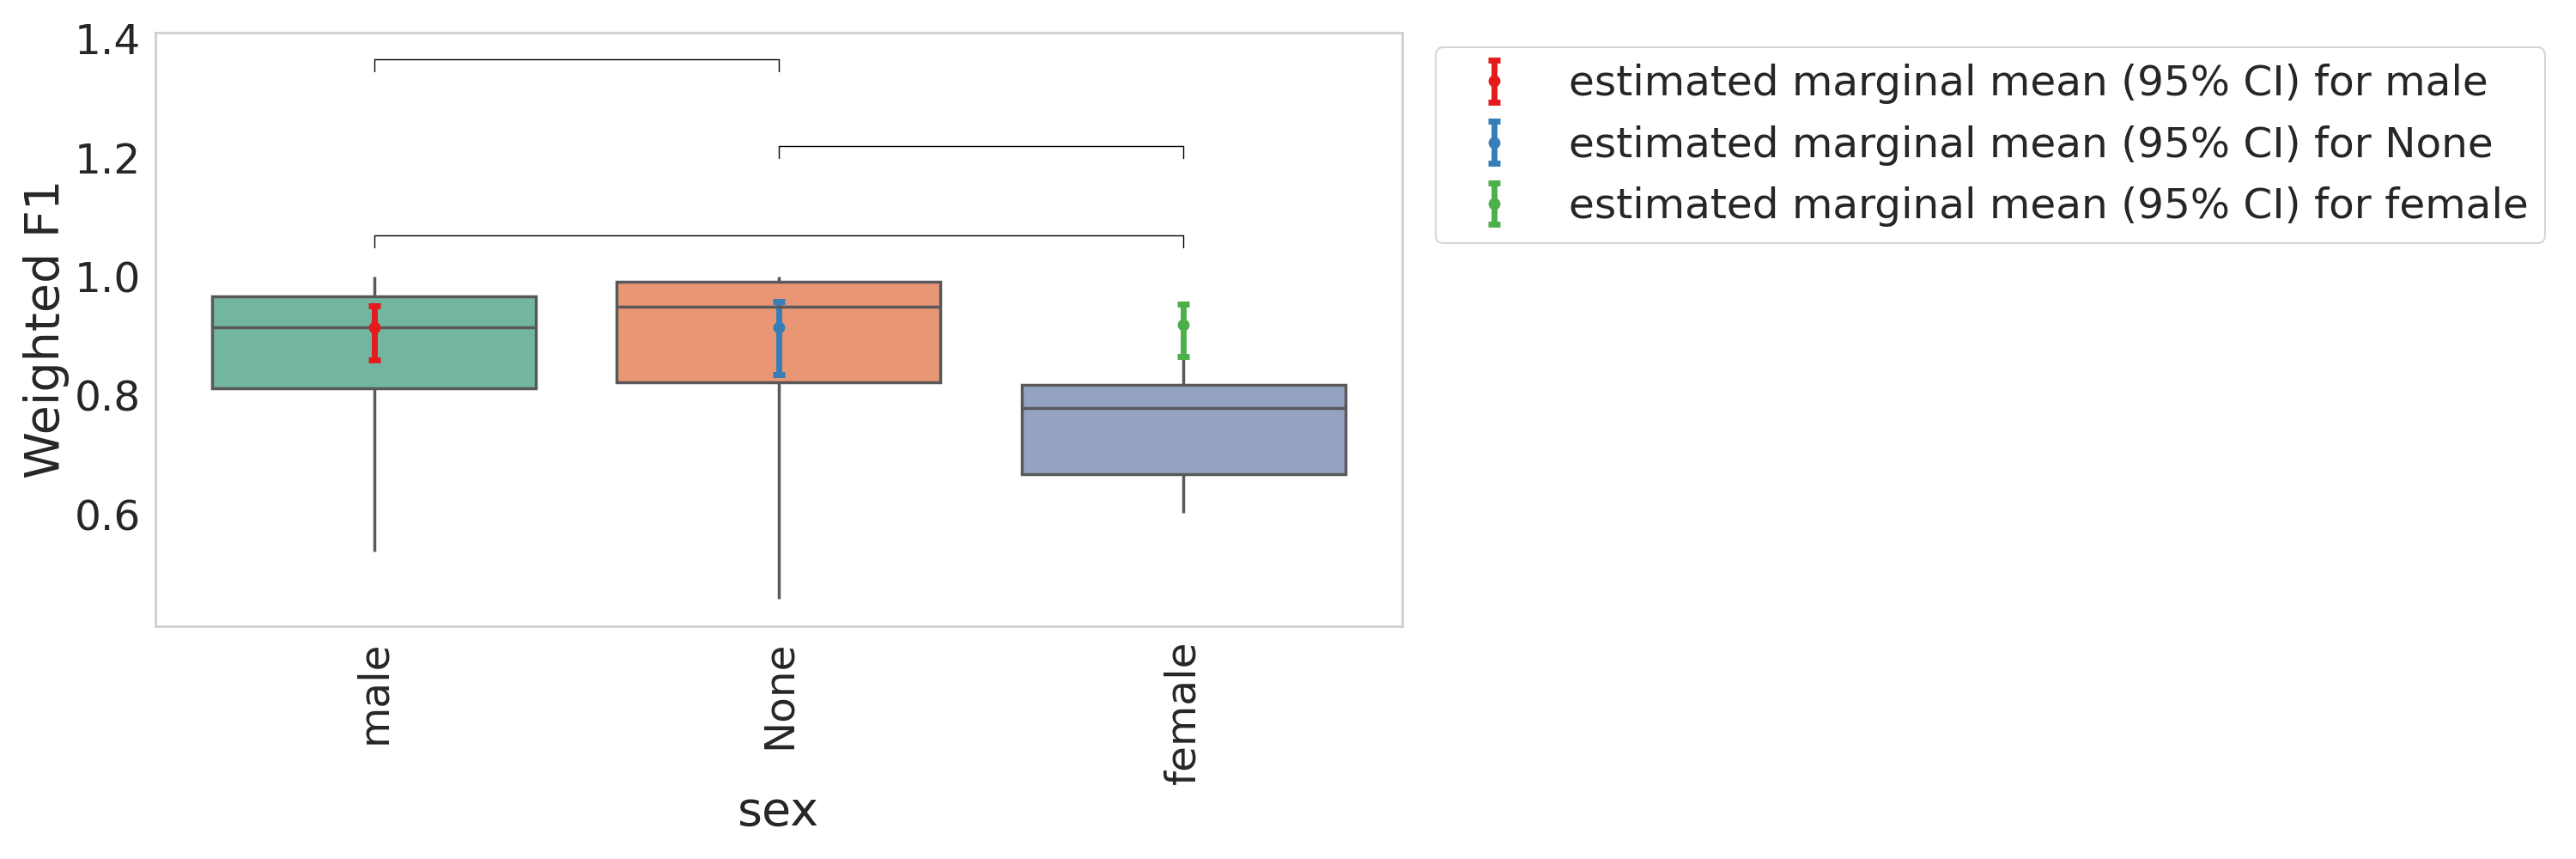 1.4
1.2
1.0
0.8
0.6
Weighted F1
male
None
female
sex
estimated marginal mean (95% CI) for male
estimated marginal mean (95% CI) for None
estimated marginal mean (95% CI) for female